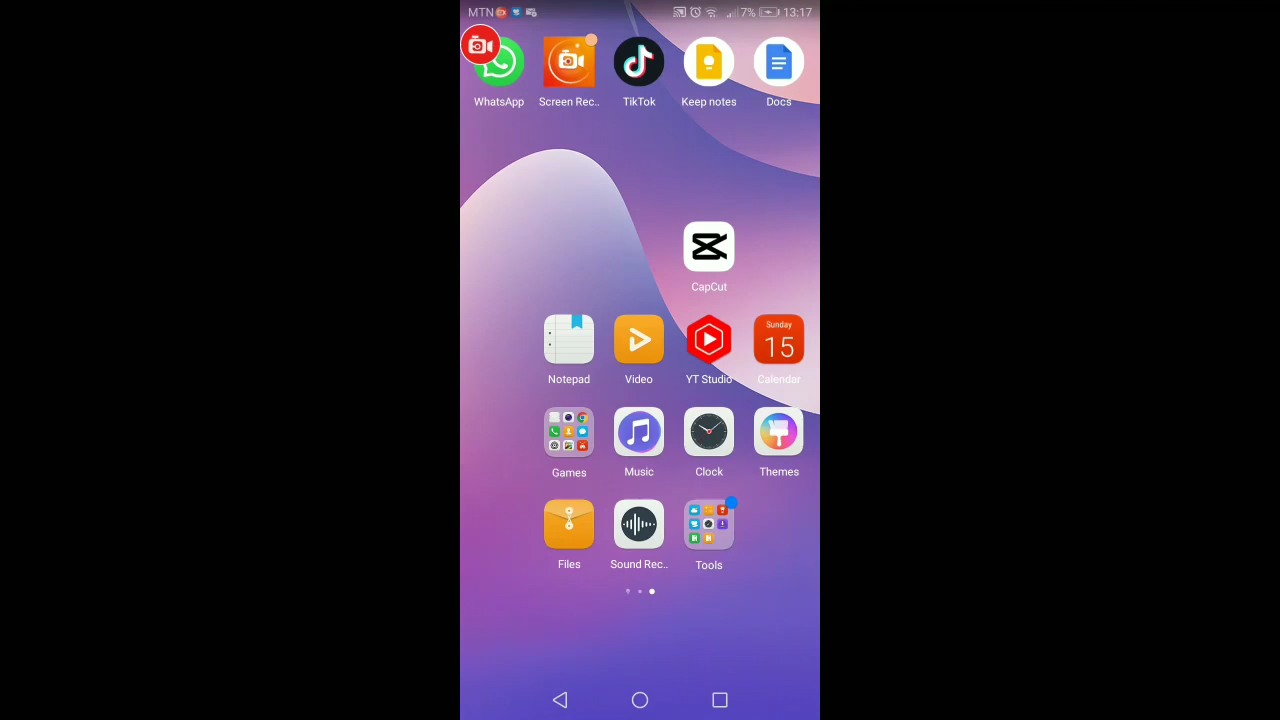 MTN 7% 13:17
WhatsApp Screen Rec.. TikTok Keep notes Docs
CapCut
Sunday
15
Notepad Video YT Studio Calendar
Games Music Clock Themes
Files Sound Rec.. Tools